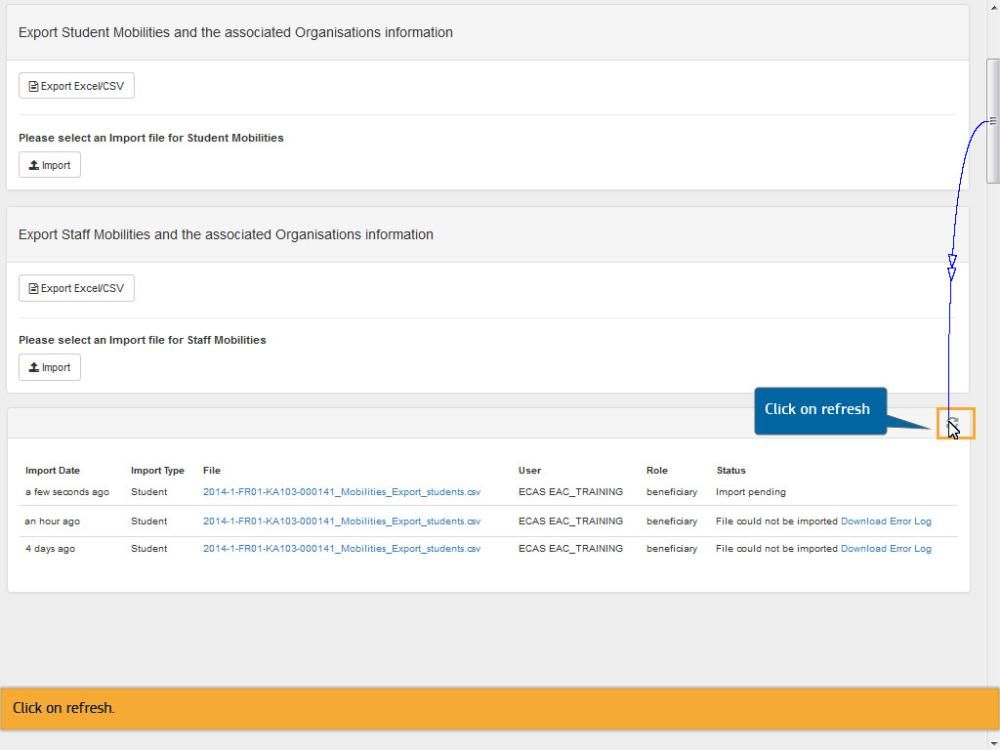 Export Student Mobilities and the associated Organisations information
Export Excel/CSV
Please select an Import file for Student Mobilities
Import
Export Staff Mobilities and the associated Organisations information
Export Excel/CSV
Please select an Import file for Staff Mobilities
Import
Click on refresh
Import Date Import Type File User Role Status
a few seconds ago Student 2014-1-FR01-KA103-000141_Mobilities_Export_students.csv ECAS EAC_TRAINING beneficiary Import pending
an hour ago Student 2014-1-FR01-KA103-000141_Mobilities_Export_students.csv ECAS EAC_TRAINING beneficiary File could not be imported Download Error Log
4 days ago Student 2014-1-FR01-KA103-000141_Mobilities_Export_students.csv ECAS EAC_TRAINING beneficiary File could not be imported Download Error Log
Click on refresh.